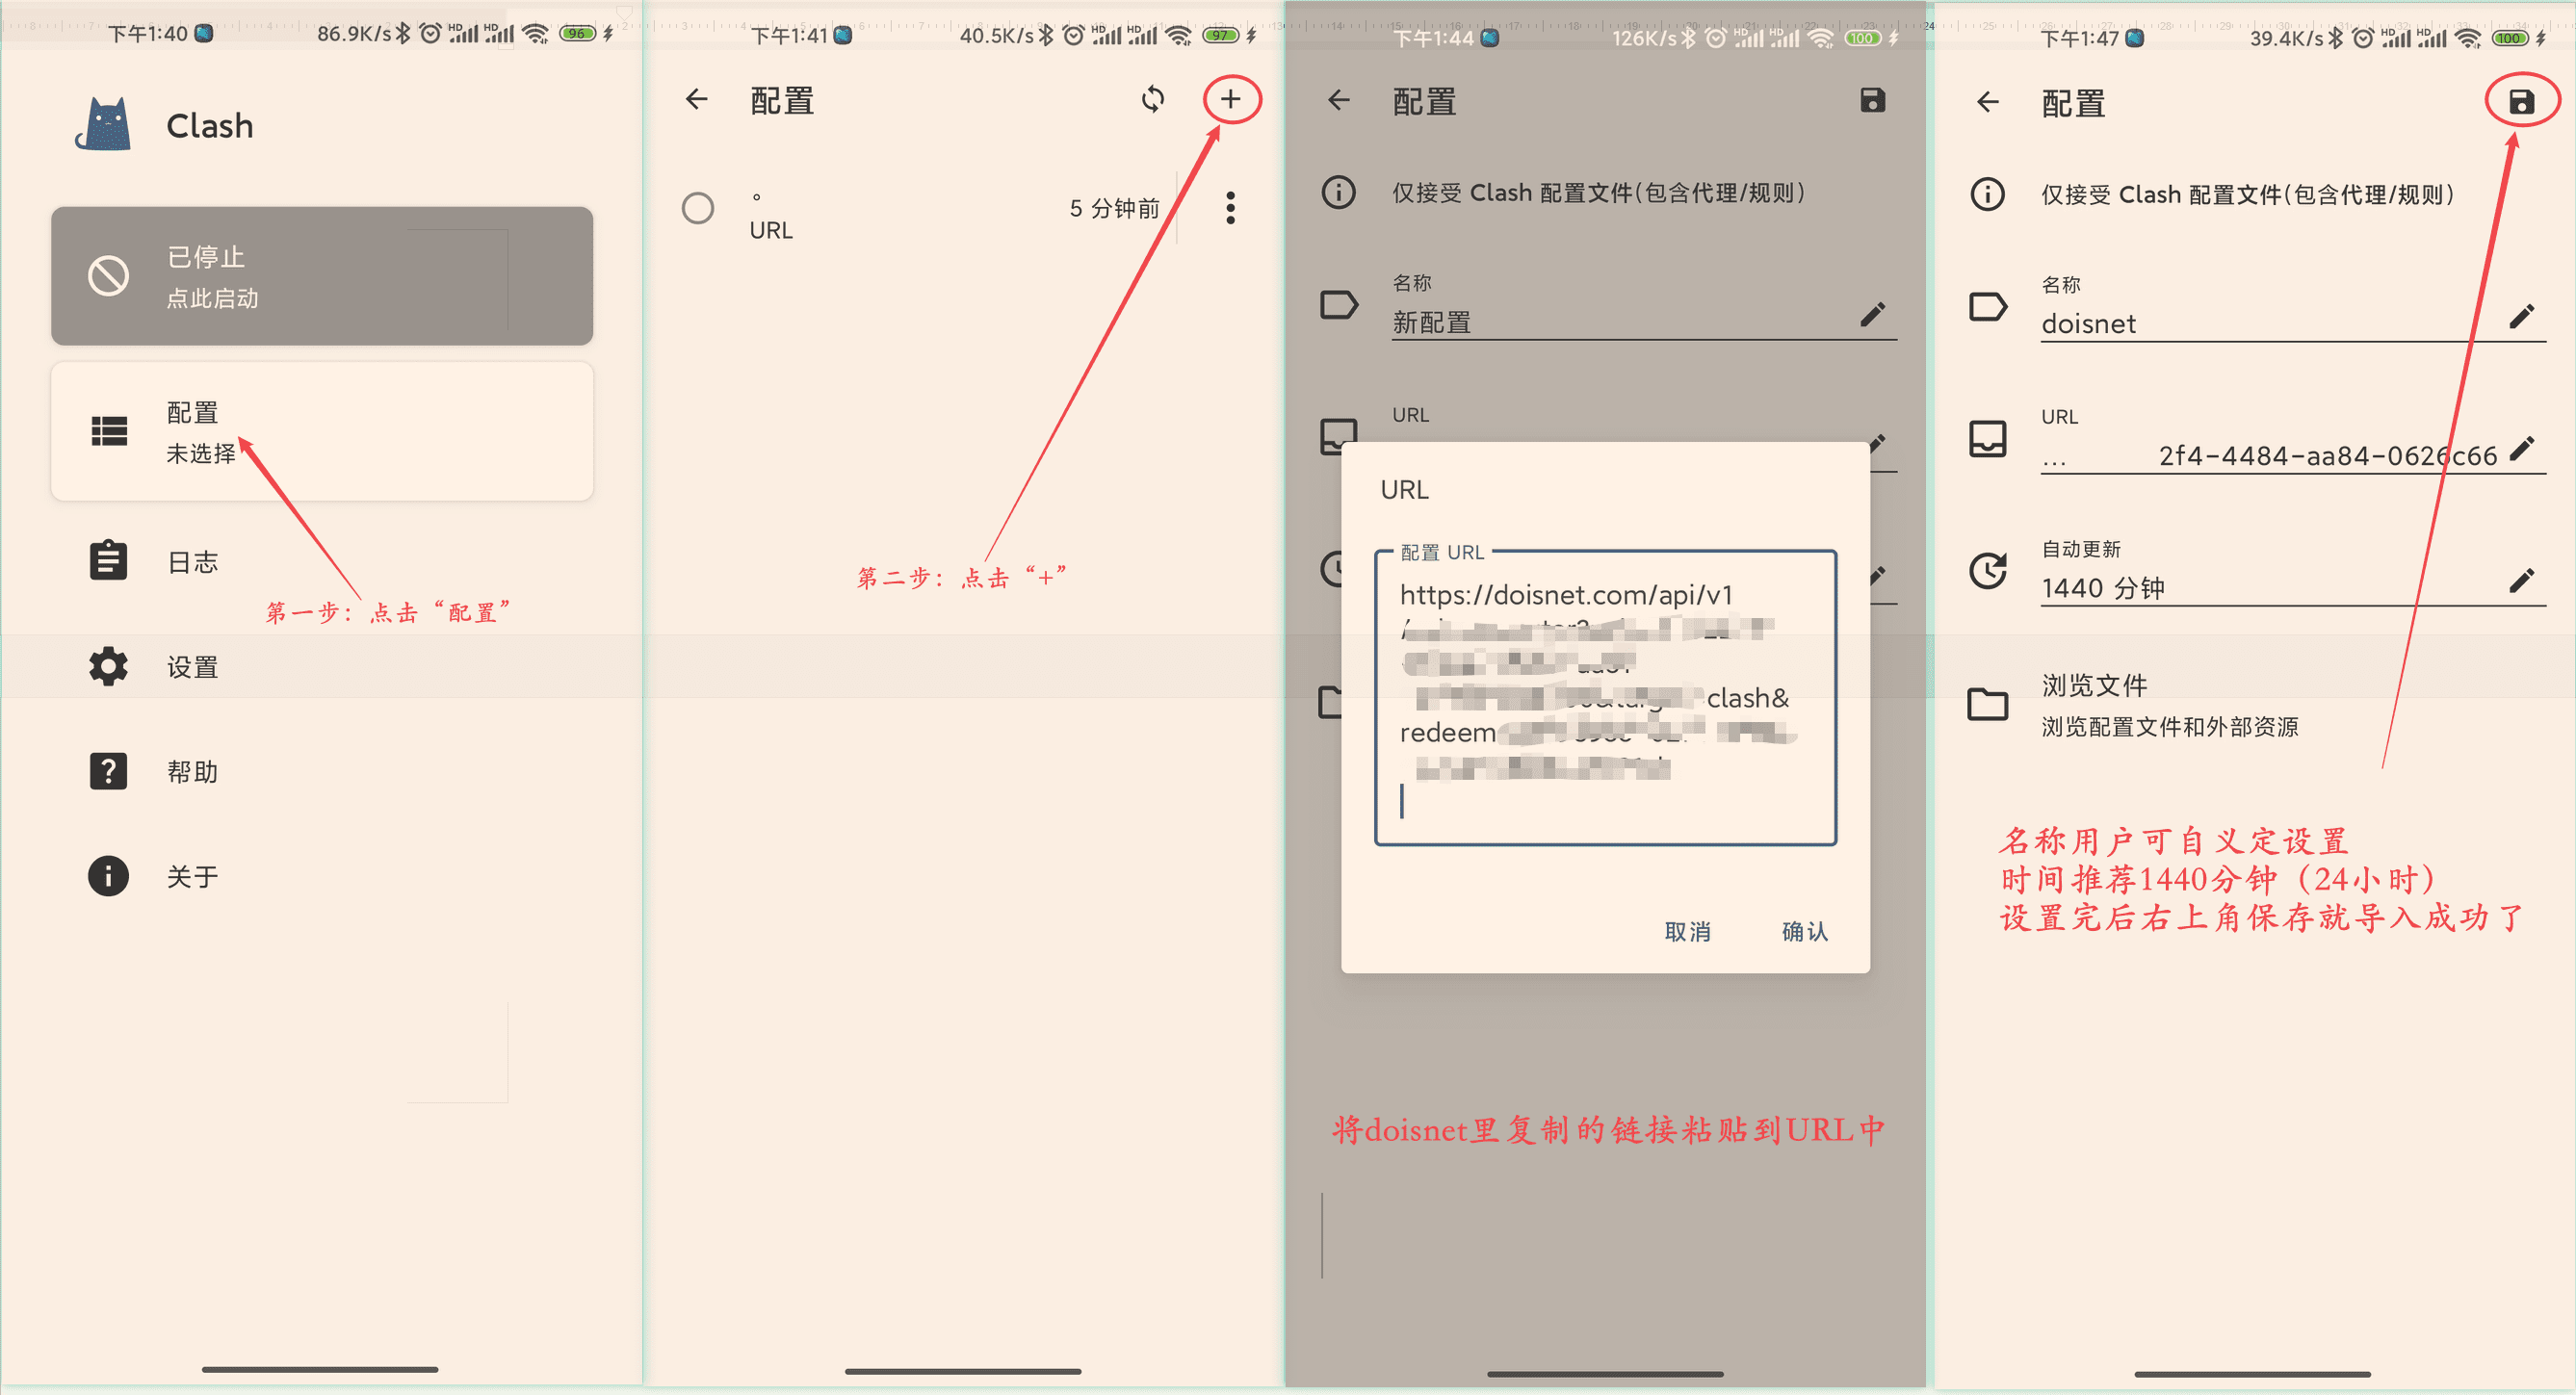 下午1:40
86.9K/s
HD
HD
96
Clash
已停止
点此启动
配置
未选择
日志
第一步：点击“配置”
设置
帮助
关于
下午1:41
40.5K/s
HD
HD
97
配置
。
URL
5 分钟前
第二步：点击“+”
下午1:44
126K/s
HD
HD
100
配置
仅接受 Clash 配置文件(包含代理/规则)
名称
新配置
URL
URL
配置 URL
https://doisnet.com/api/v1
clash&
redeem
取消
确认
将doisnet里复制的链接粘贴到URL中
下午1:47
39.4K/s
HD
HD
100
配置
仅接受 Clash 配置文件(包含代理/规则)
名称
doisnet
URL
... 2f4-4484-aa84-0626c66
自动更新
1440 分钟
浏览文件
浏览配置文件和外部资源
名称用户可自义定设置
时间推荐1440分钟（24小时）
设置完后右上角保存就导入成功了